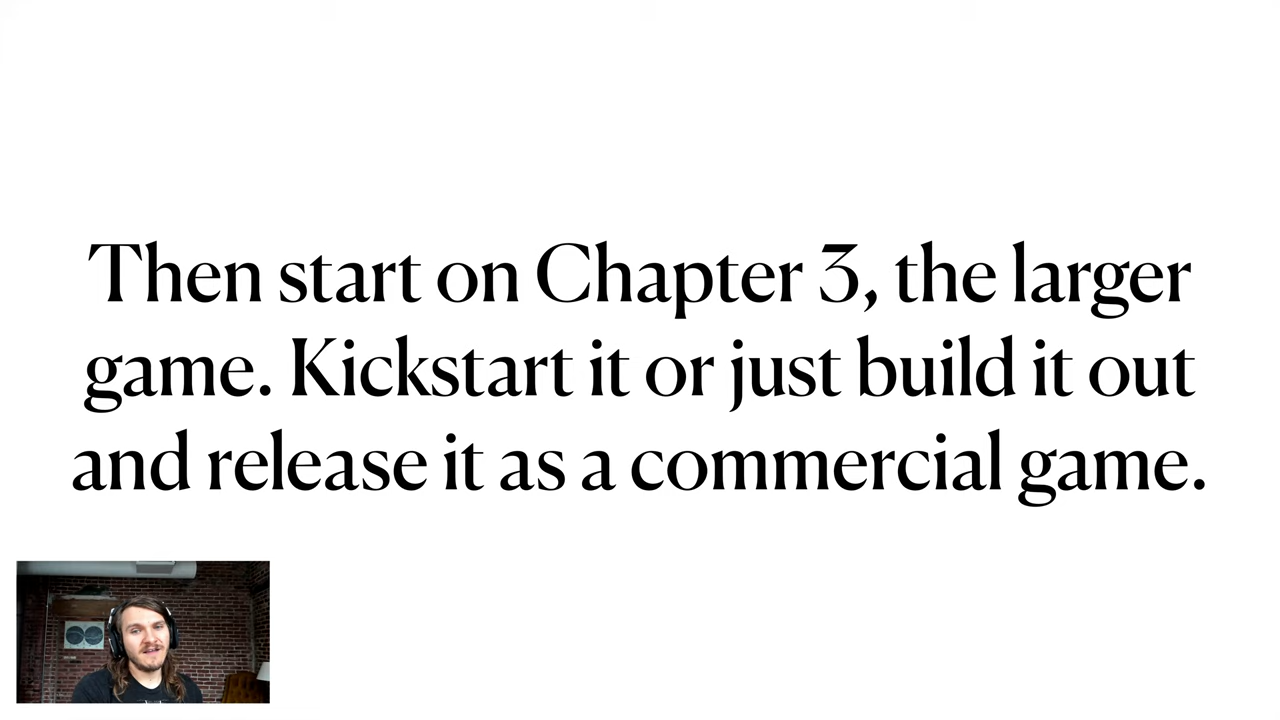 Then start on Chapter 3, the larger
game. Kickstart it or just build it out
and release it as a commercial game.